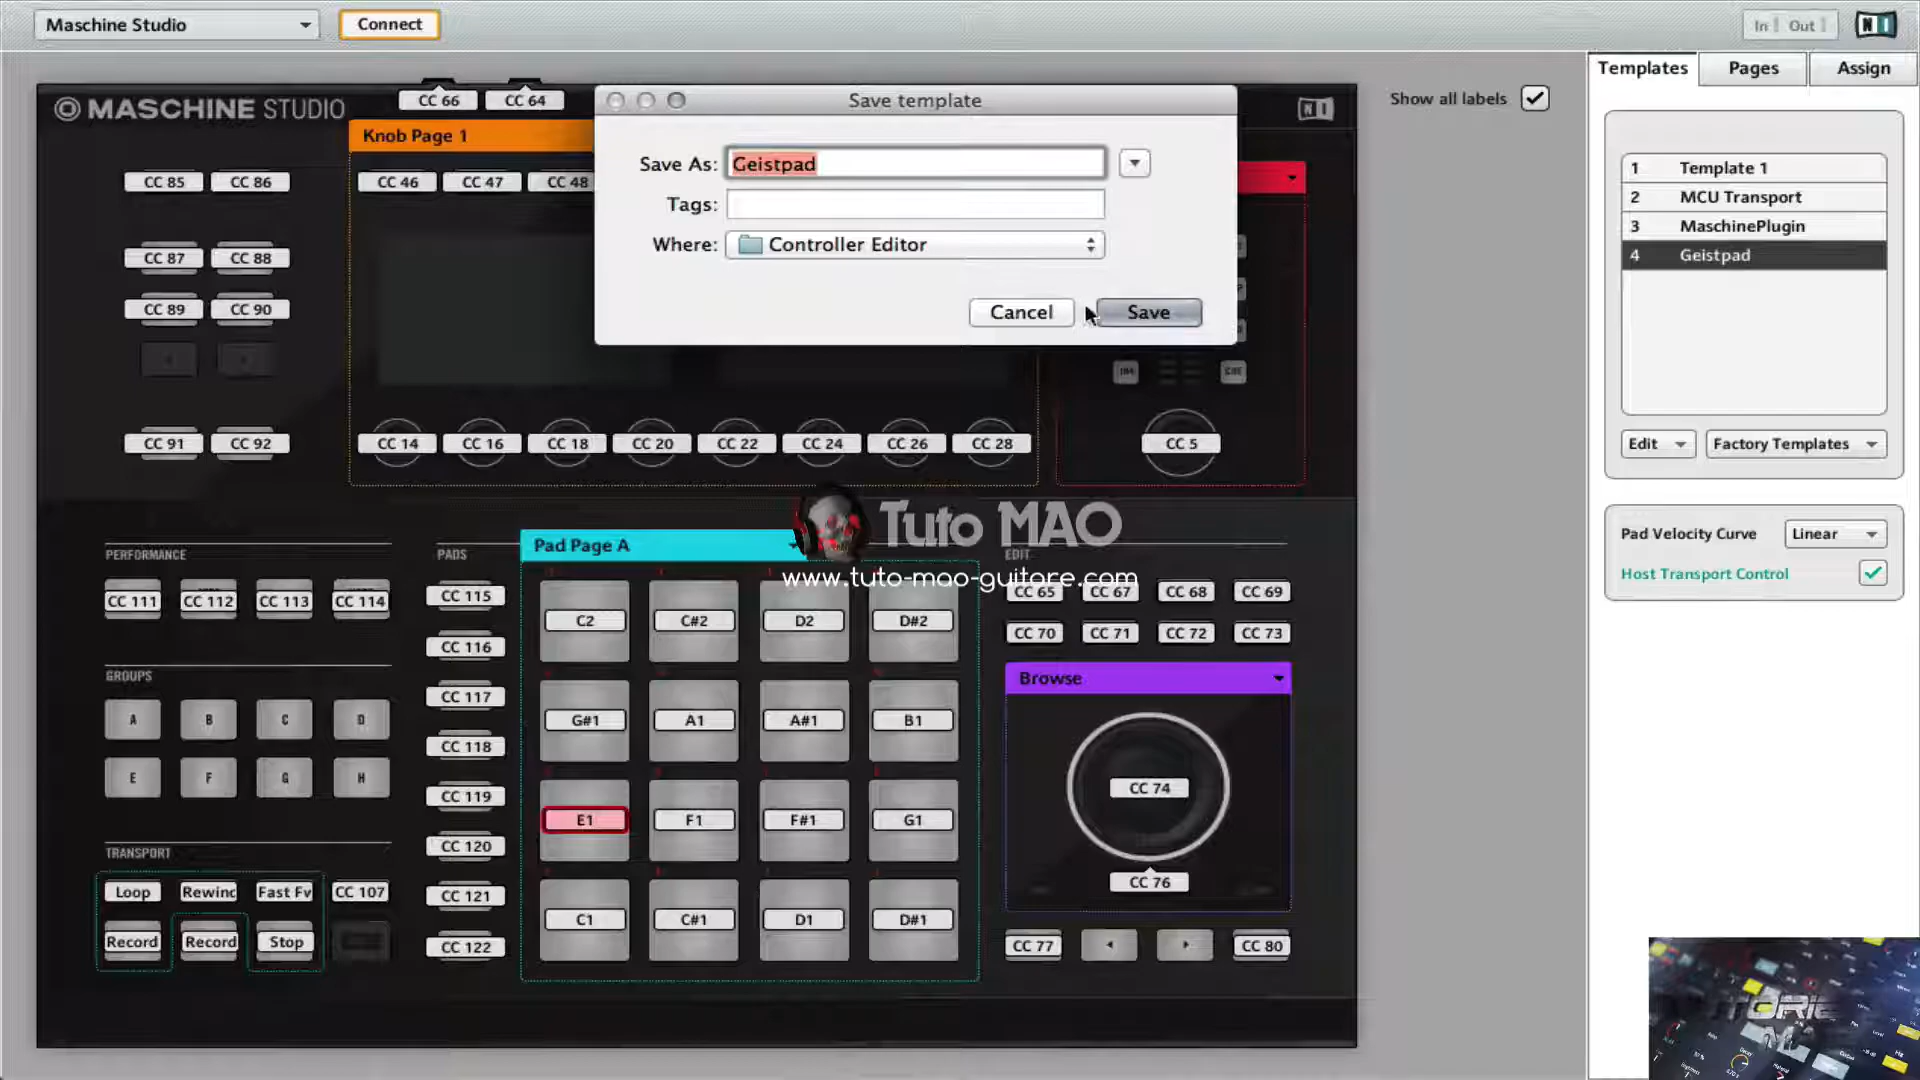 Maschine Studio
Connect
In Out
NI
Templates Pages Assign
MASCHINE STUDIO
CC 66 CC 64
Save template
Show all labels
Knob Page 1
Save As: Geistpad
Tags:
Where: Controller Editor
Cancel Save
1 Template 1
2 MCU Transport
3 MaschinePlugin
4 Geistpad
CC 85 CC 86 CC 46 CC 47 CC 48
CC 87 CC 88
CC 89 CC 90
CC 91 CC 92 CC 14 CC 16 CC 18 CC 20 CC 22 CC 24 CC 26 CC 28 CC 5
Edit Factory Templates
Pad Velocity Curve Linear
Host Transport Control
Tuto MAO
www.tuto-mao-guitare.com
PERFORMANCE PADS Pad Page A EDIT
CC 111 CC 112 CC 113 CC 114
CC 115
CC 116
CC 117
CC 118
CC 119
CC 120
CC 121
CC 122
C2 C#2 D2 D#2
G#1 A1 A#1 B1
E1 F1 F#1 G1
C1 C#1 D1 D#1
CC 65 CC 67 CC 68 CC 69
CC 70 CC 71 CC 72 CC 73
Browse
CC 74
CC 76
CC 77 CC 80
GROUPS
A B C D
E F G H
TRANSPORT
Loop Rewind Fast Fv CC 107
Record Record Stop